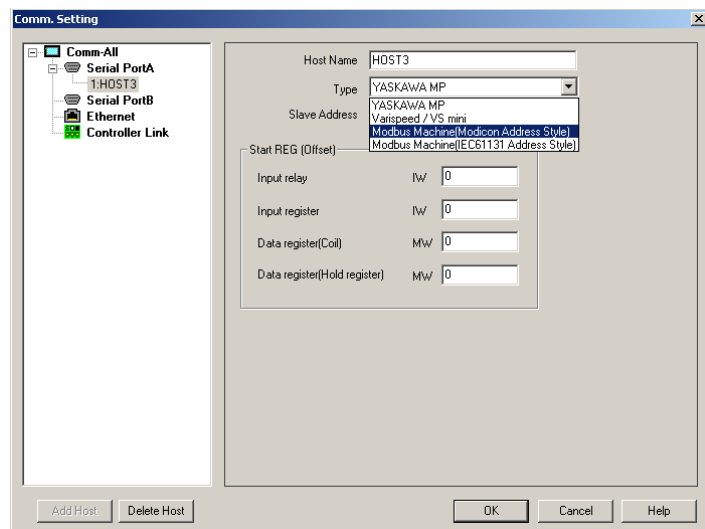 Comm. Setting
Comm-All
Serial PortA
1:HOST3
Serial PortB
Ethernet
Controller Link
Host Name HOST3
Type YASKAWA MP
YASKAWA MP
Varispeed / VS mini
Slave Address
Modbus Machine(Modicon Address Style)
Modbus Machine(IEC61131 Address Style)
Start REG (Offset)
Input relay IW 0
Input register IW 0
Data register(Coil) MW 0
Data register(Hold register) MW 0
Add Host Delete Host OK Cancel Help